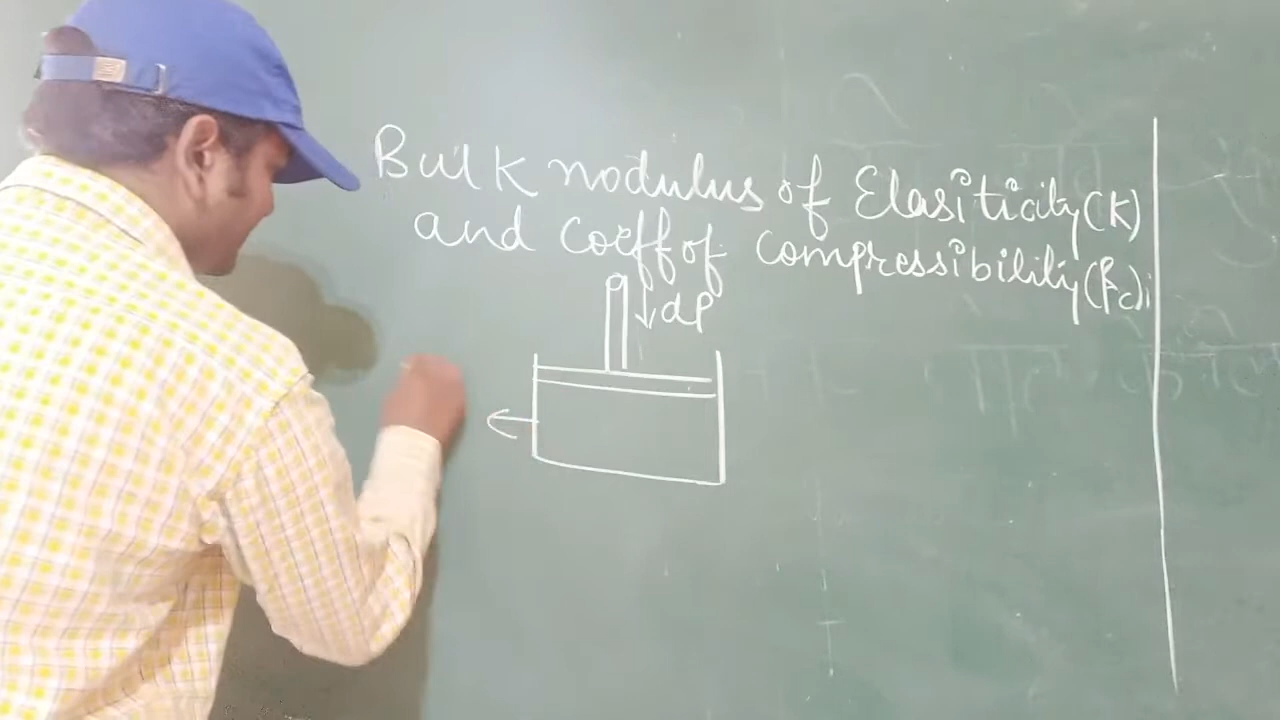 Bulk nodulus of Elasiticity(K)
and coeff of compressibility(βc);
dp